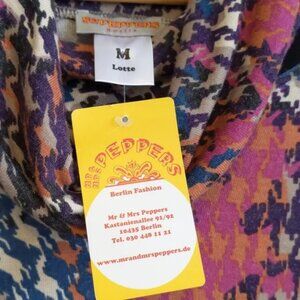 M
Lotte
MR & MRS
PEPPERS
Berlin Fashion
Mr & Mrs Peppers
Kastanienallee 91/92
10435 Berlin
Tel. 030 448 11 21
www.mrandmrspeppers.de